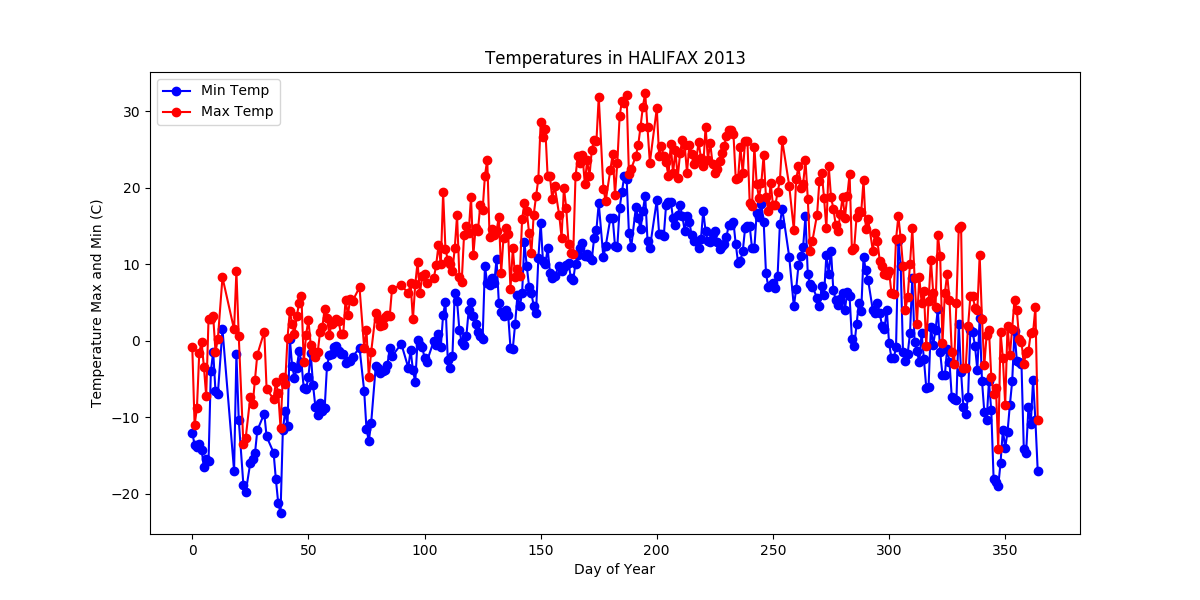 Temperatures in HALIFAX 2013
Min Temp
Max Temp
Temperature Max and Min (C)
30
20
10
0
−10
−20
0 50 100 150 200 250 300 350
Day of Year